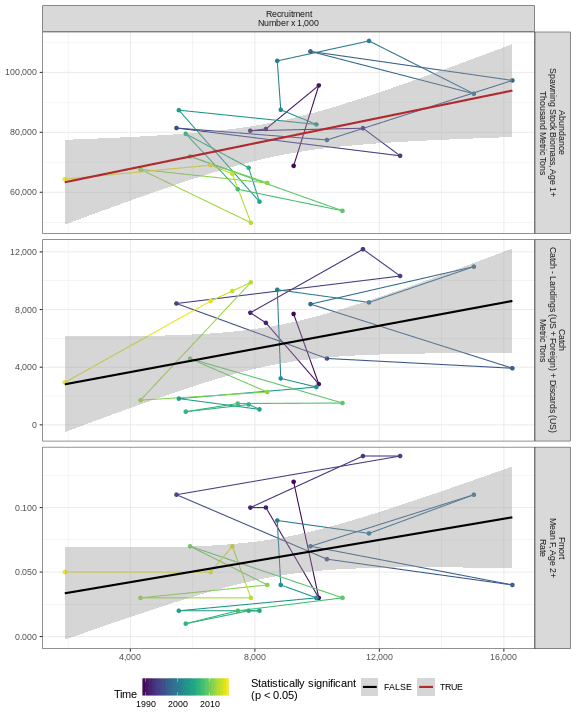 Recruitment
Number x 1,000
100,000
80,000
60,000
Abundance
Spawning Stock Biomass, Age 1+
Thousand Metric Tons
12,000
8,000
4,000
0
Catch
Catch - Landings (US + Foreign) + Discards (US)
Metric Tons
0.100
0.050
0.000
Fmort
Mean F, Age 2+
Rate
4,000
8,000
12,000
16,000
Time
1990
2000
2010
Statistically significant
(p < 0.05)
FALSE
TRUE